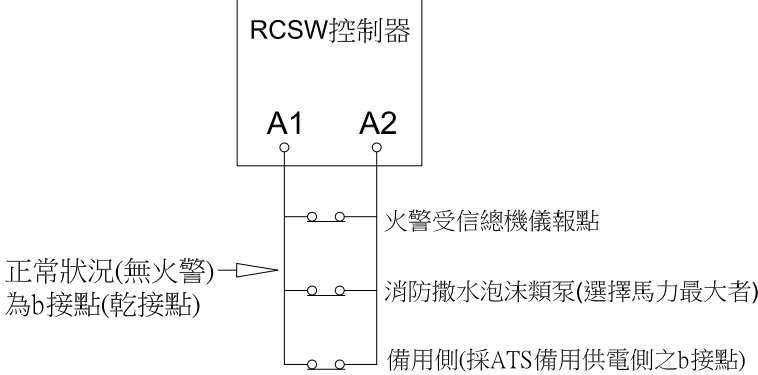 RCSW控制器
A1 A2
火警受信總機儀報點
正常狀況(無火警)
為b接點(乾接點)
消防撒水泡沫類泵(選擇馬力最大者)
備用側(採ATS備用供電側之b接點)